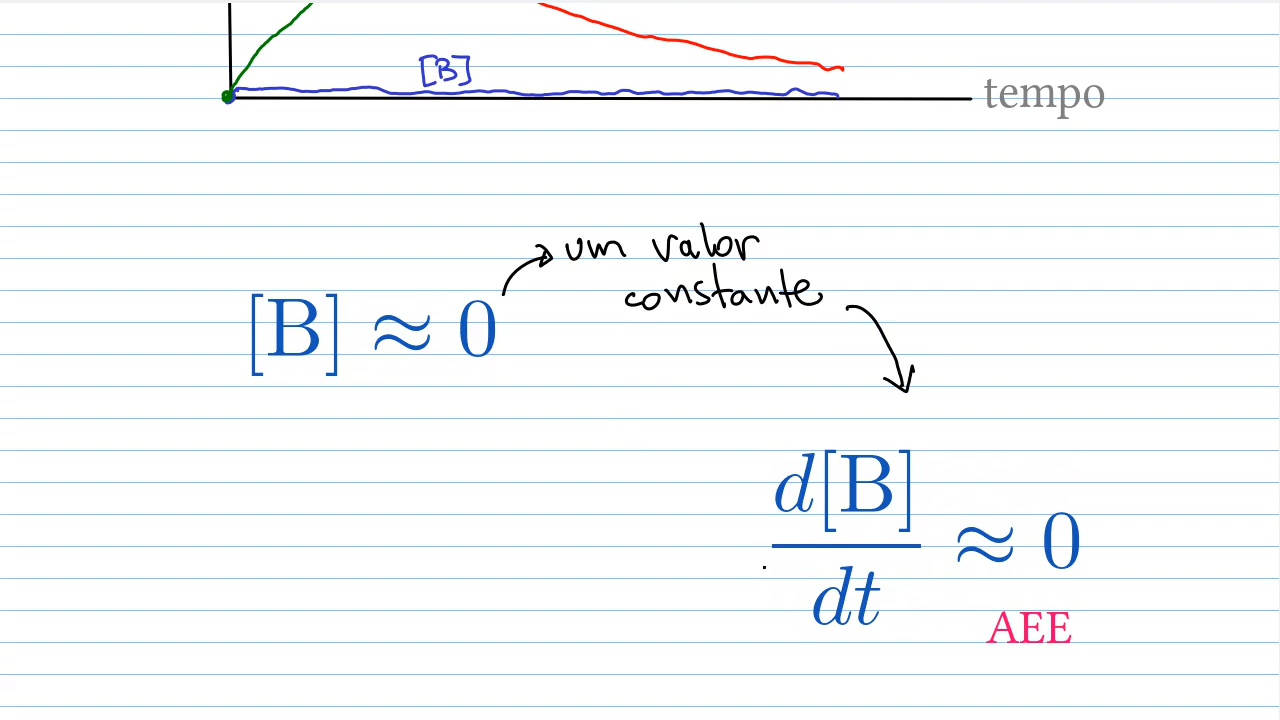 [B]
tempo
um valor
constante
[B] ≈ 0
d[B]/dt ≈ 0
AEE